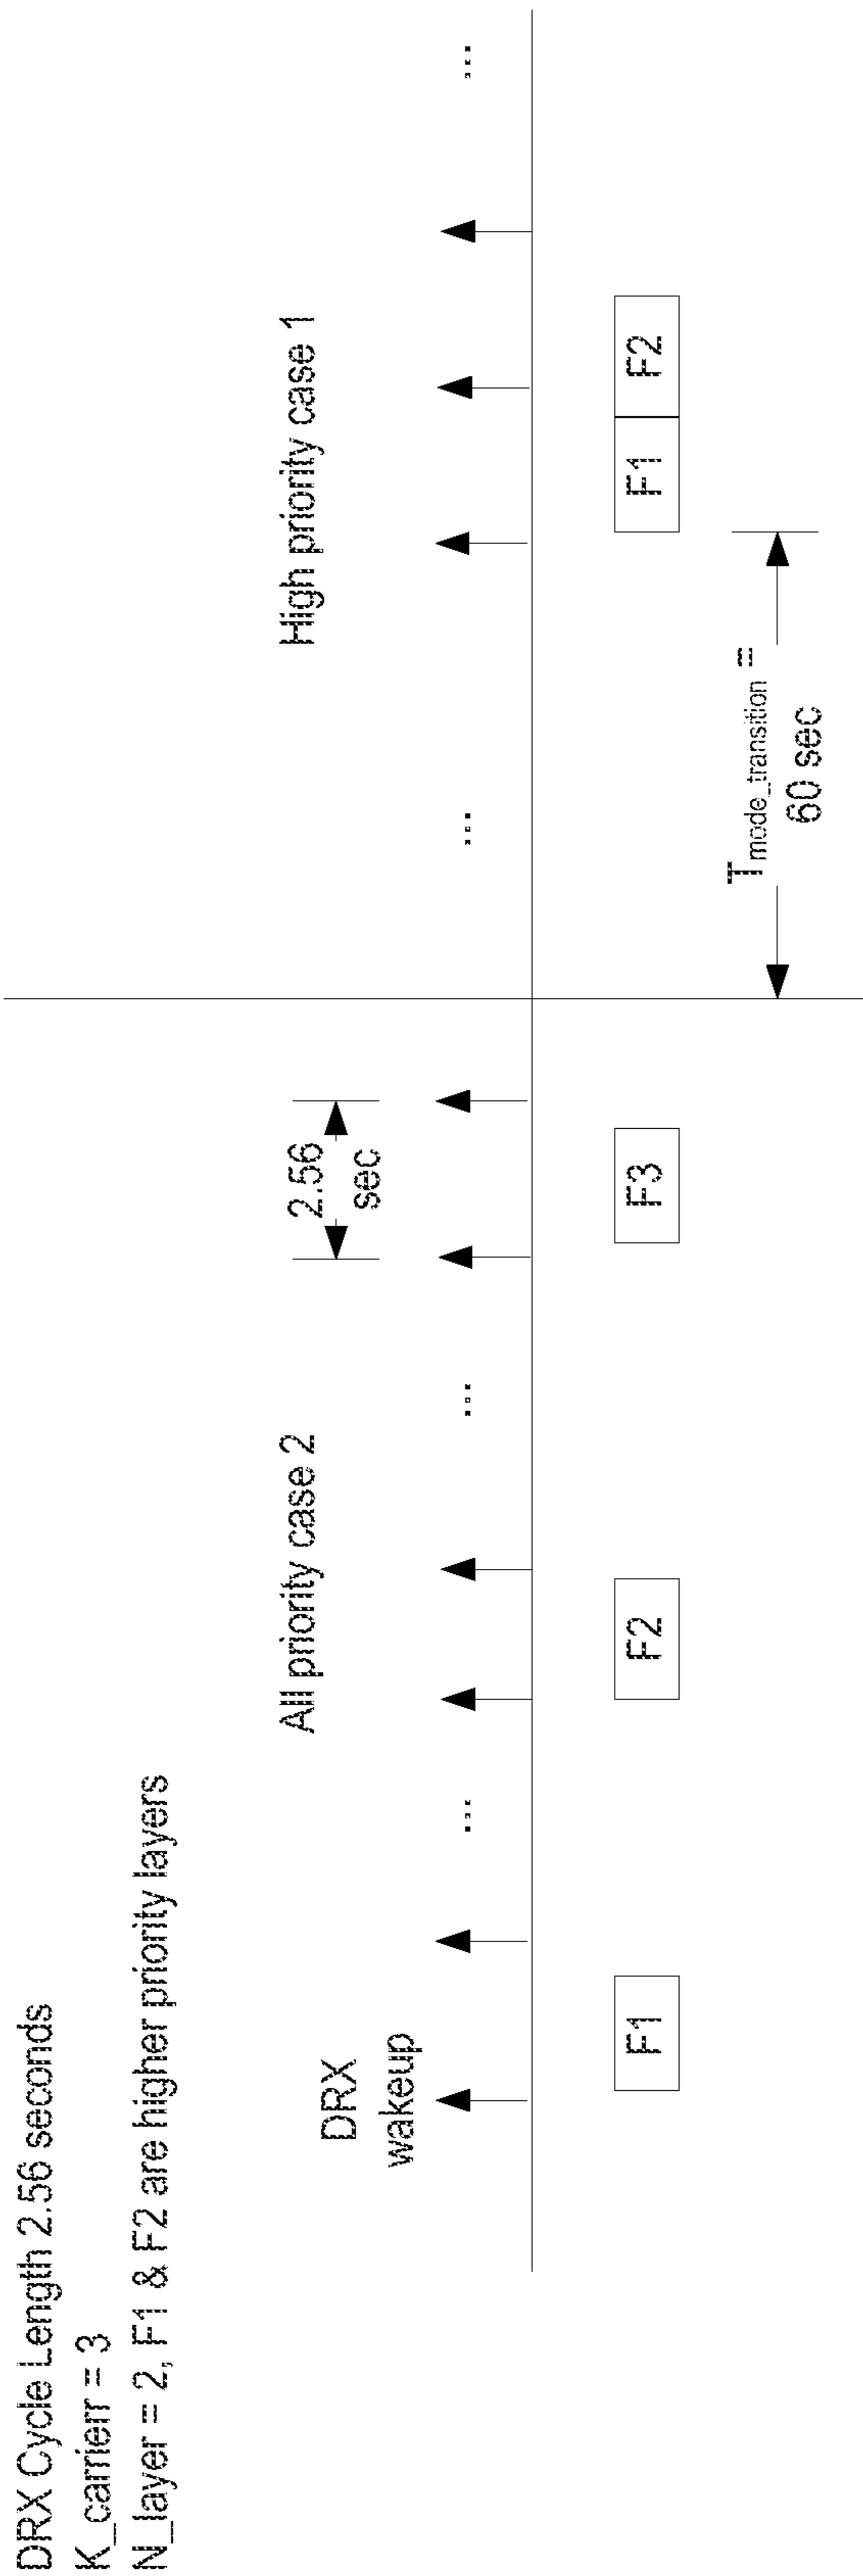 DRX Cycle Length 2.56 seconds
K_carrierr = 3
N_layer = 2, F1 & F2 are higher priority layers
All priority case 2
High priority case 1
DRX
wakeup
...
...
2.56
sec
...
...
F1
F2
F3
F1
F2
Tmode_transition =
60 sec